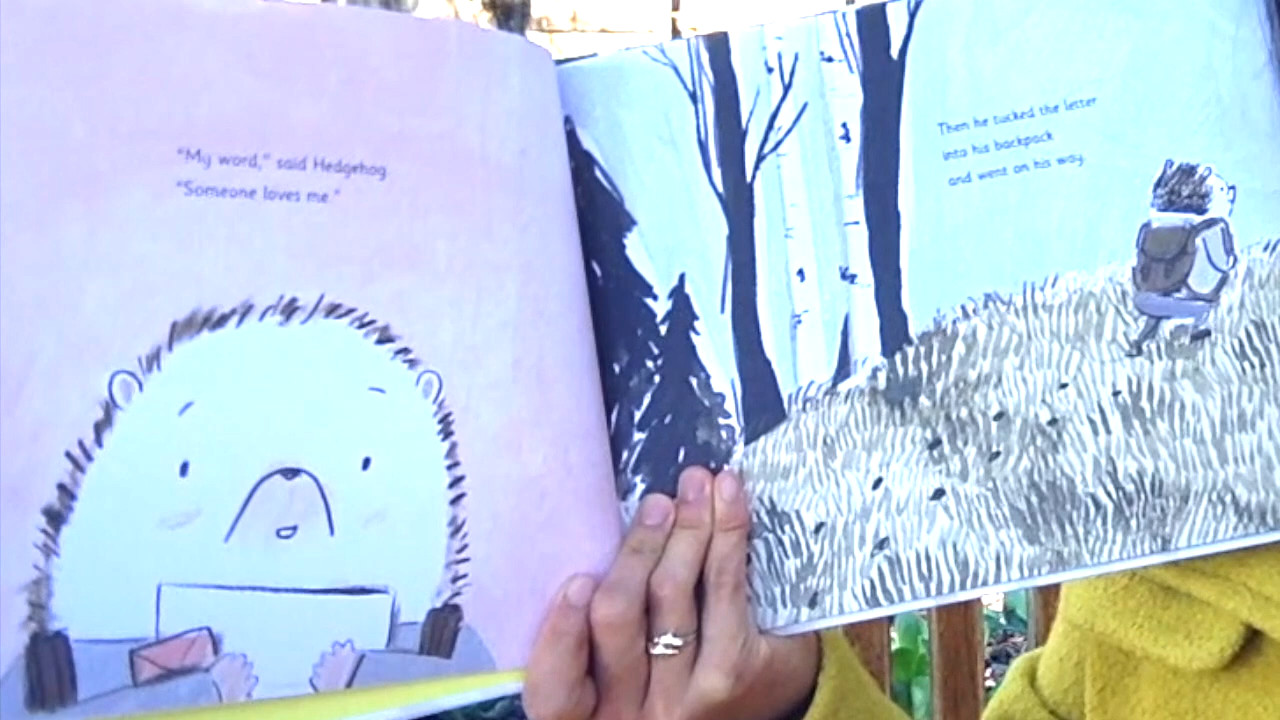 "My word," said Hedgehog.
"Someone loves me."
Then he tucked the letter
into his backpack
and went on his way.